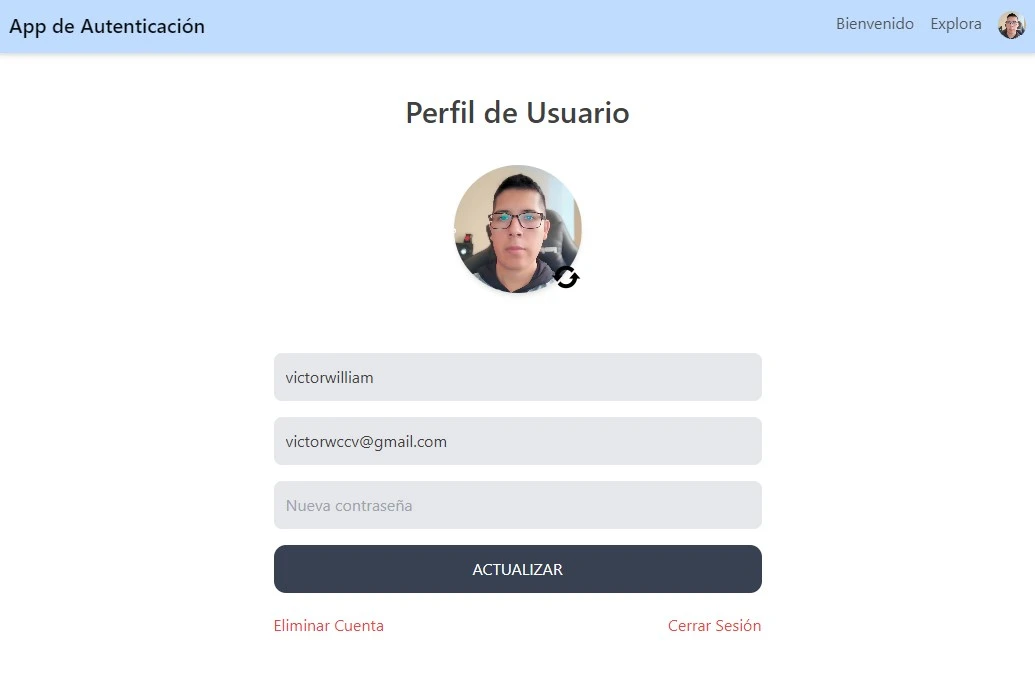 App de Autenticación
Bienvenido Explora
Perfil de Usuario
victorwilliam
victorwccv@gmail.com
Nueva contraseña
ACTUALIZAR
Eliminar Cuenta Cerrar Sesión